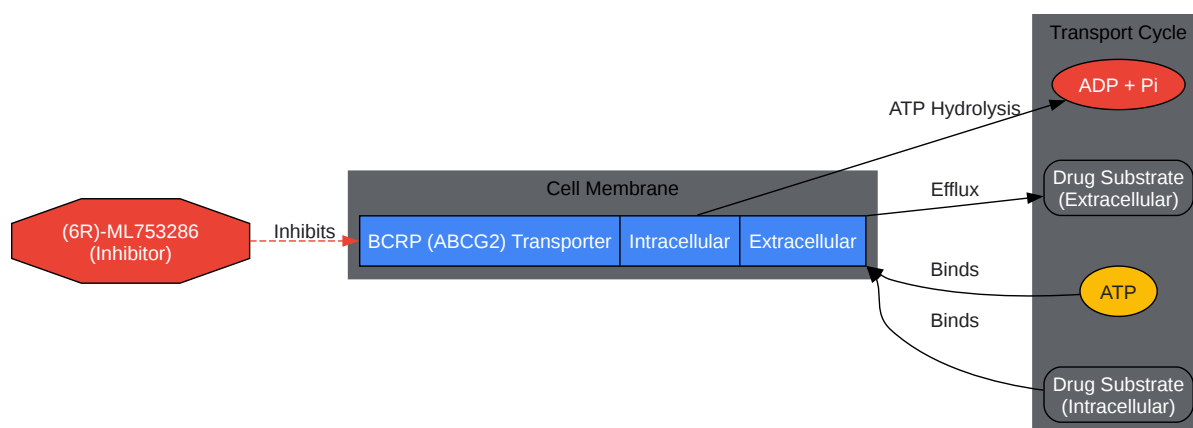 Transport Cycle
ADP + Pi
ATP Hydrolysis
Cell Membrane
Efflux
Drug Substrate
(Extracellular)
(6R)-ML753286
(Inhibitor)
Inhibits
BCRP (ABCG2) Transporter
Intracellular
Extracellular
Binds
ATP
Binds
Drug Substrate
(Intracellular)